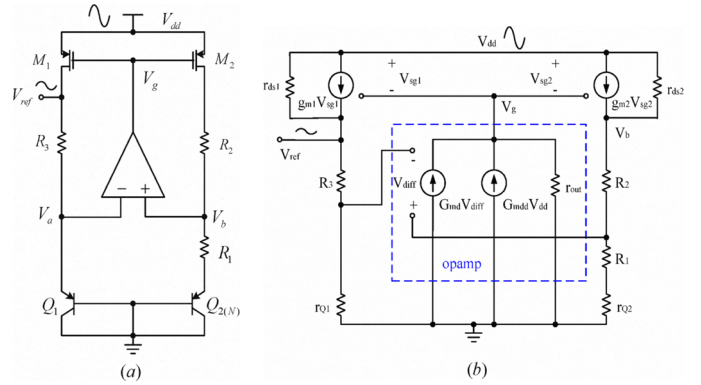 V_dd
M_1
M_2
V_g
V_ref
R_3
R_2
− +
V_a
V_b
R_1
Q_1
Q_2(N)
(a)
V_dd
+ +
r_ds1
V_sg1
V_sg2
r_ds2
g_m1V_sg1
- -
g_m2V_sg2
V_g
V_b
V_ref
-
R_3
V_diff
R_2
G_mdV_diff
G_mddV_dd
r_out
+
opamp
R_1
r_Q1
r_Q2
(b)